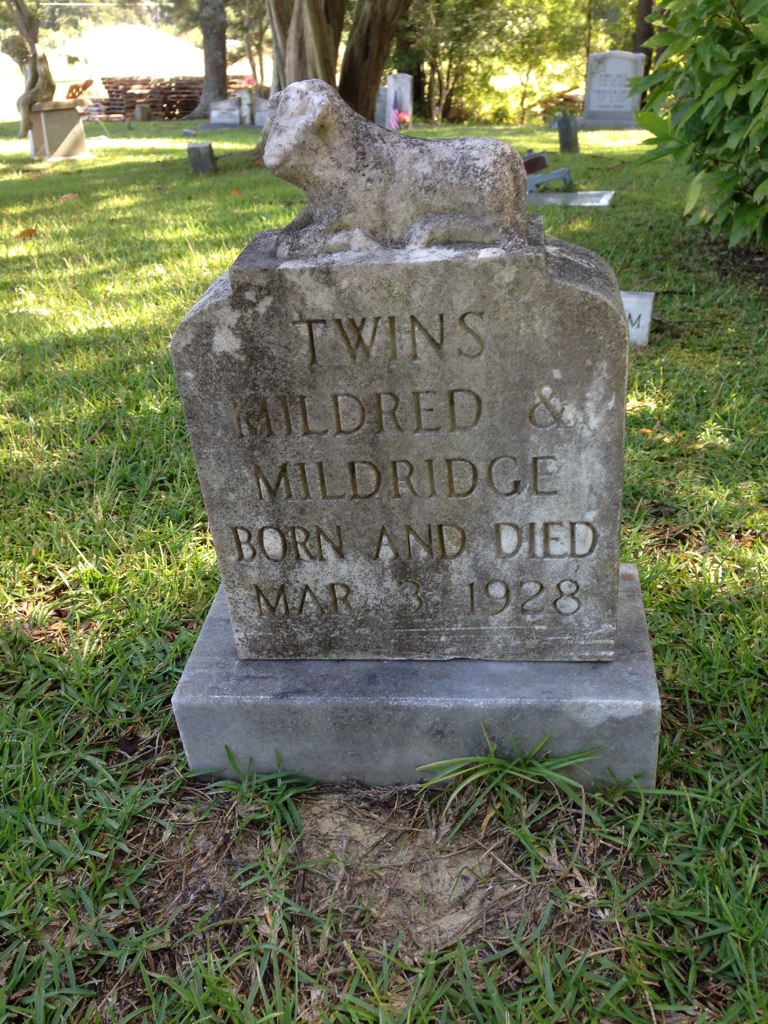 TWINS
MILDRED &
MILDRIDGE
BORN AND DIED
MAR. 3 1928
M